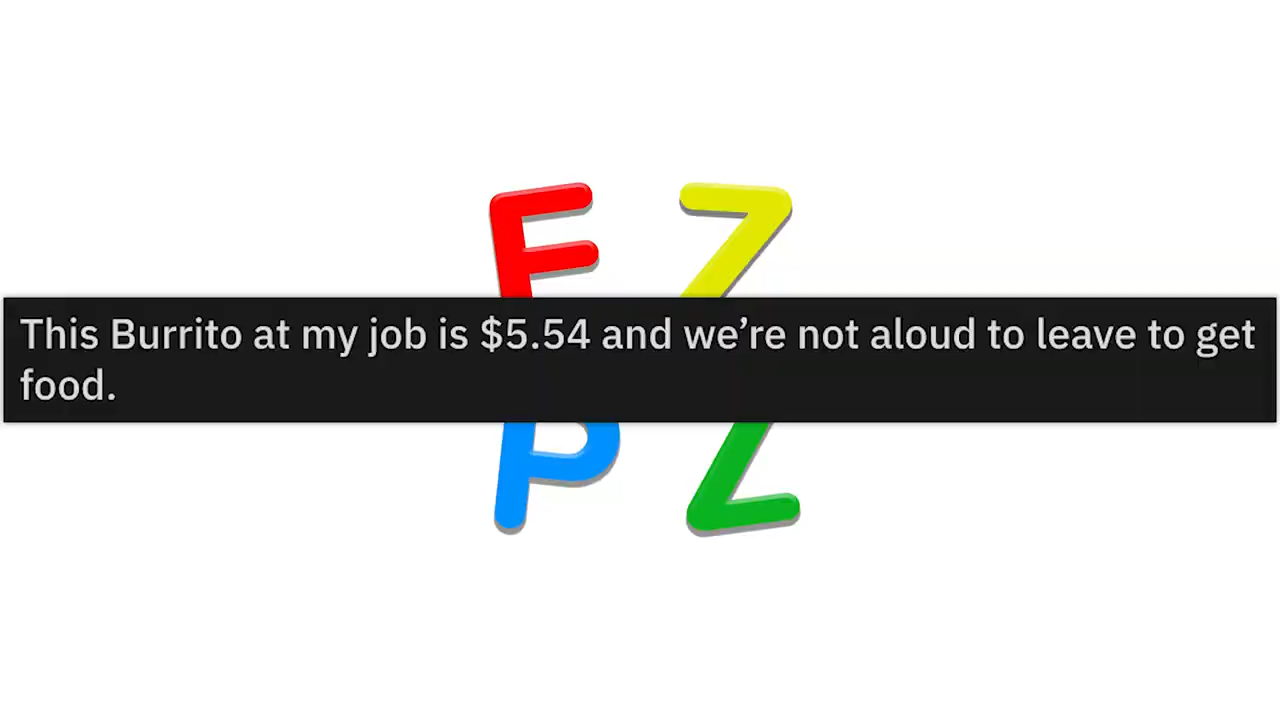 This Burrito at my job is $5.54 and we’re not aloud to leave to get
food.